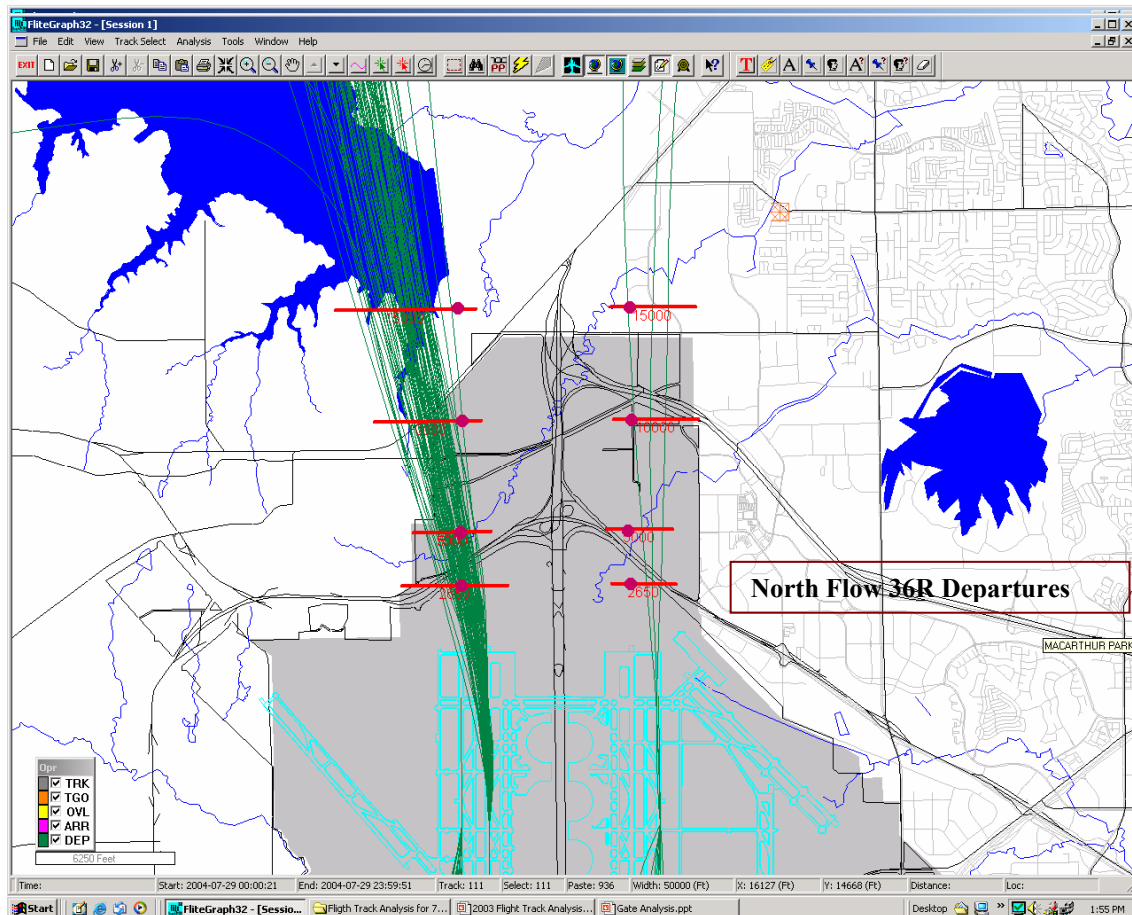 FliteGraph32 - [Session 1]
File Edit View Track Select Analysis Tools Window Help
EXIT
PP
T A A
15000
10000
5000
2650
North Flow 36R Departures
MACARTHUR PARK
Opr
TRK
TGO
OVL
ARR
DEP
6250 Feet
Time: Start: 2004-07-29 00:00:21 End: 2004-07-29 23:59:51 Track: 111 Select: 111 Paste: 936 Width: 50000 (Ft) X: 16127 (Ft) Y: 14668 (Ft) Distance: Loc:
Start FliteGraph32 - [Sessio... Fligth Track Analysis for 7... 2003 Flight Track Analysis... Gate Analysis.ppt Desktop » 1:55 PM